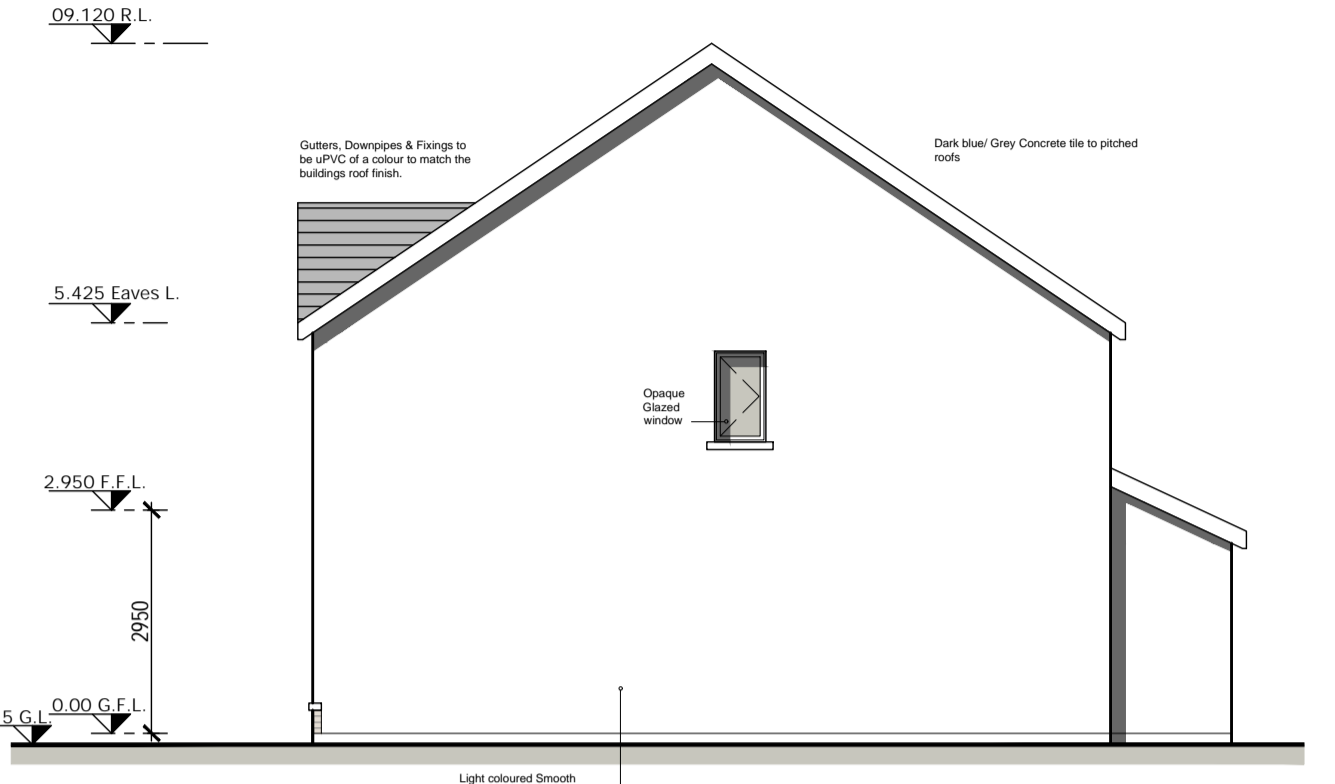 09.120 R.L.
Gutters, Downpipes & Fixings to
be uPVC of a colour to match the
buildings roof finish.
Dark blue/ Grey Concrete tile to pitched
roofs
5.425 Eaves L.
Opaque
Glazed
window
2.950 F.F.L.
2950
0.00 G.F.L.
5 G.L.
Light coloured Smooth